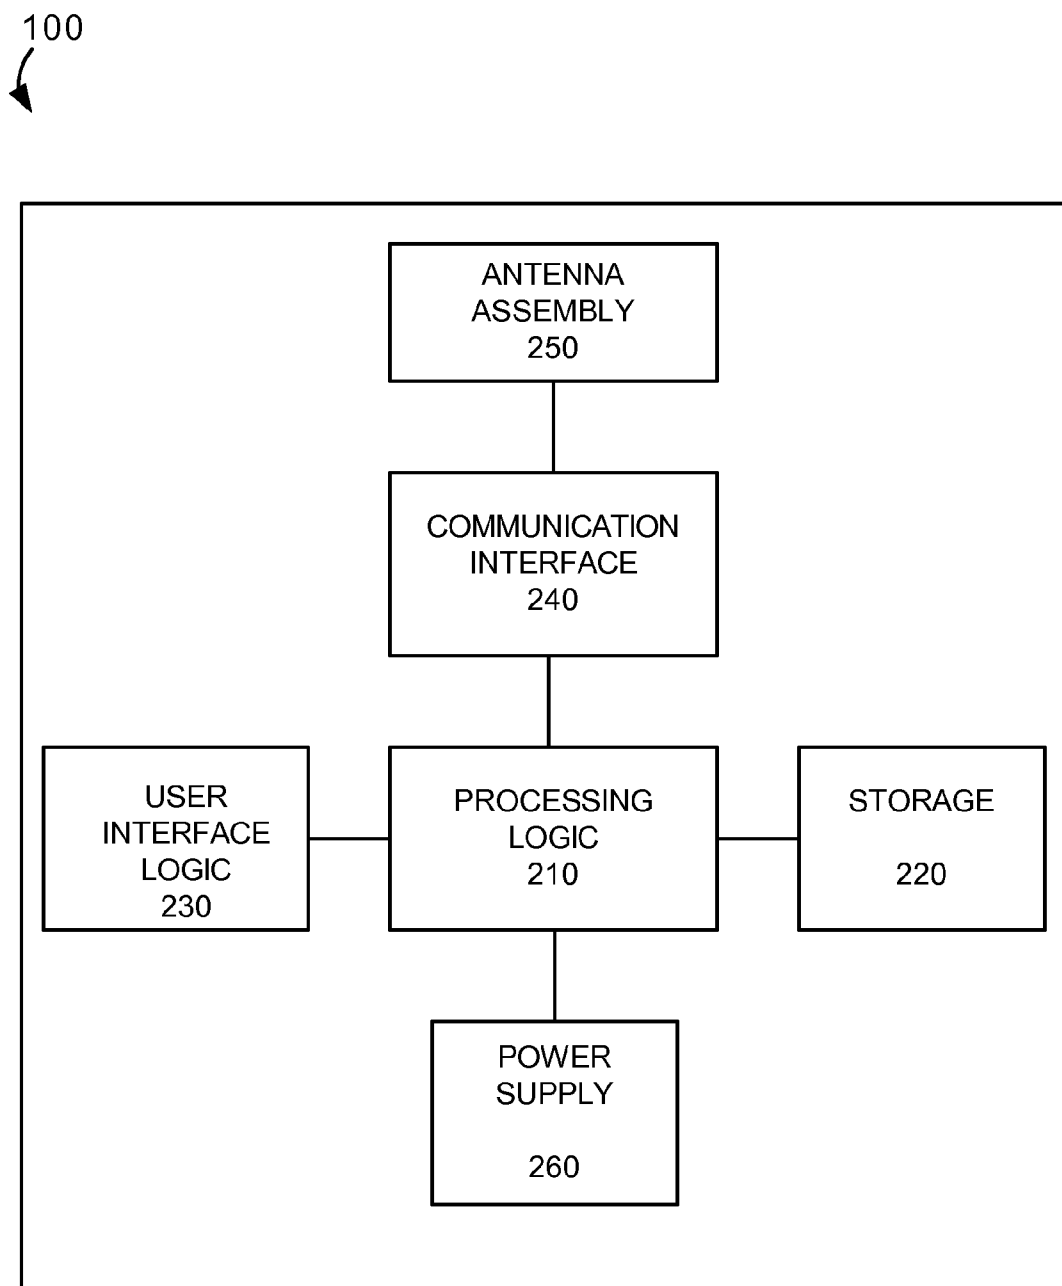 100
ANTENNA
ASSEMBLY
250
COMMUNICATION
INTERFACE
240
USER
INTERFACE
LOGIC
230
PROCESSING
LOGIC
210
STORAGE
220
POWER
SUPPLY
260